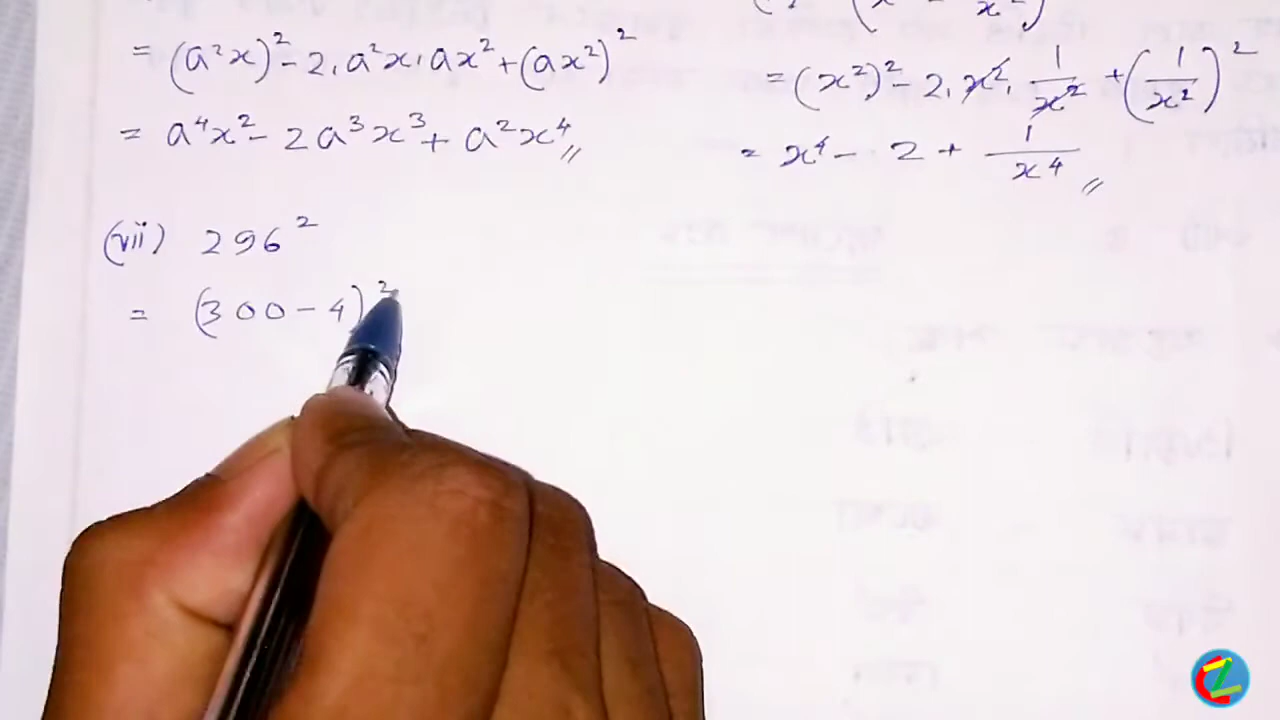 = (a²x)² - 2.a²x.ax² + (ax²)²
= a⁴x² - 2a³x³ + a²x⁴ //
= (x²)² - 2.x².1/x² + (1/x²)²
= x⁴ - 2 + 1/x⁴ //
(vii) 296²
= (300-4)²